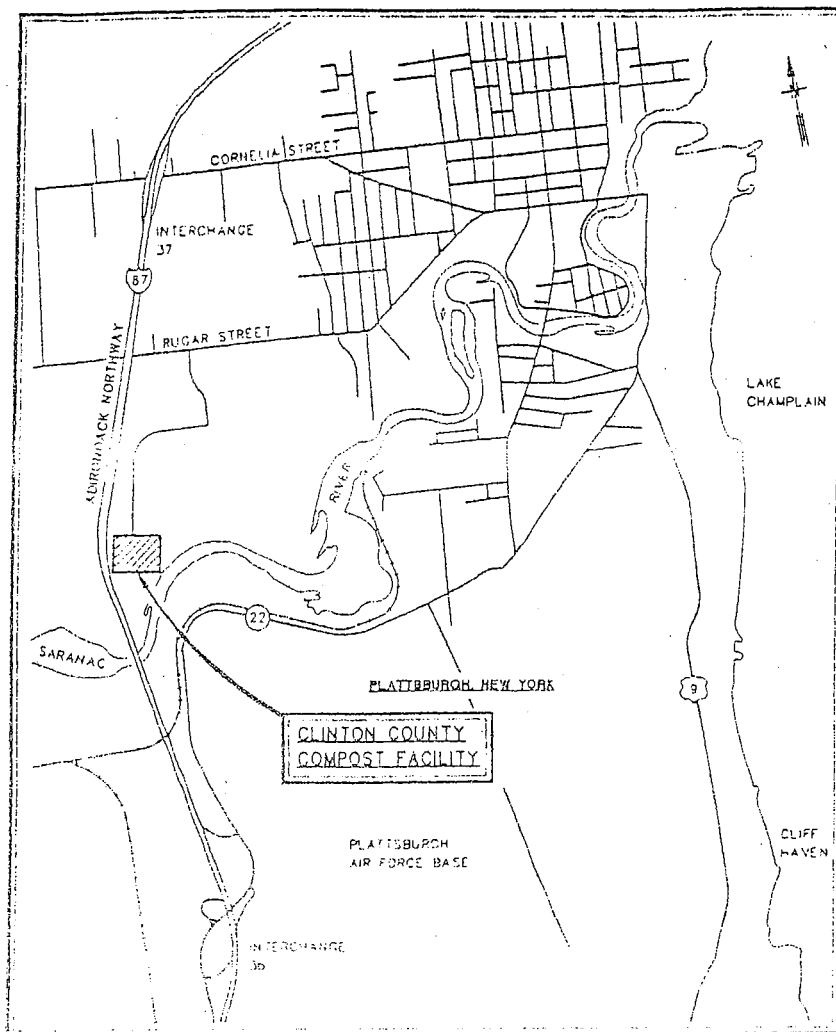 CORNELIA STREET
INTERCHANGE
37
87
RUGAR STREET
ADIRONDACK NORTHWAY
LAKE
CHAMPLAIN
RIVER
22
SARANAC
PLATTSBURGH, NEW YORK
9
CLINTON COUNTY
COMPOST FACILITY
PLATTSBURGH
AIR FORCE BASE
CLIFF
HAVEN
INTERCHANGE
36